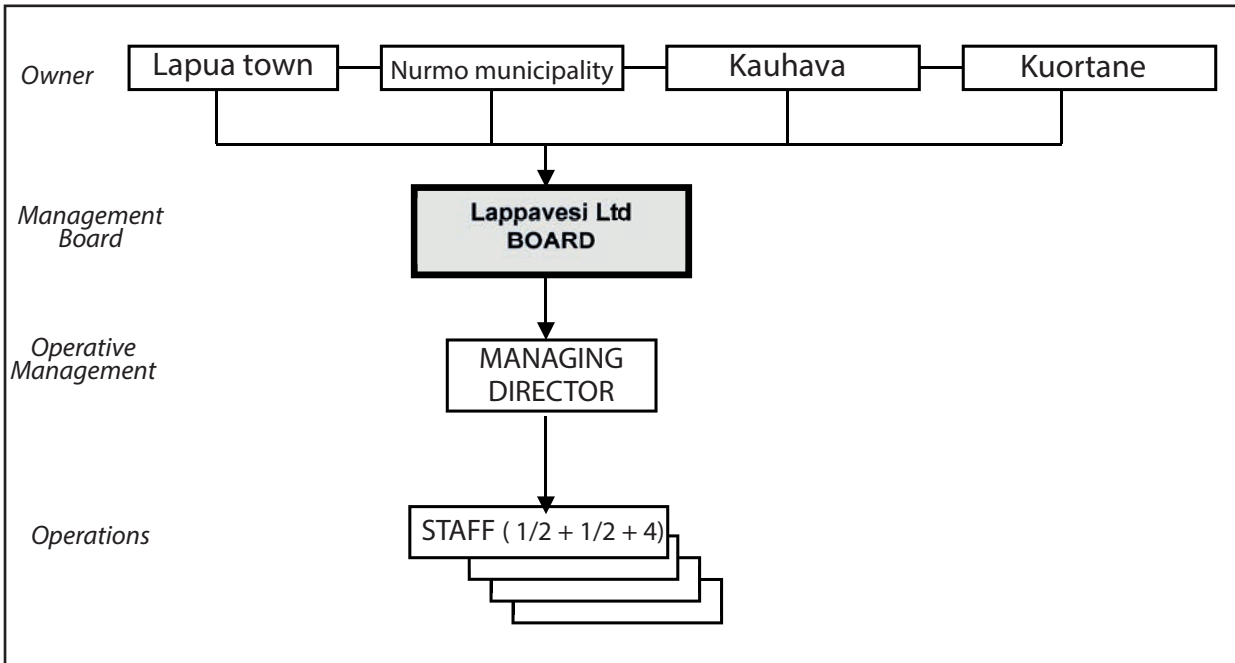 Owner
Lapua town
Nurmo municipality
Kauhava
Kuortane
Management
Board
Lappavesi Ltd
BOARD
Operative
Management
MANAGING
DIRECTOR
Operations
STAFF ( 1/2 + 1/2 + 4)